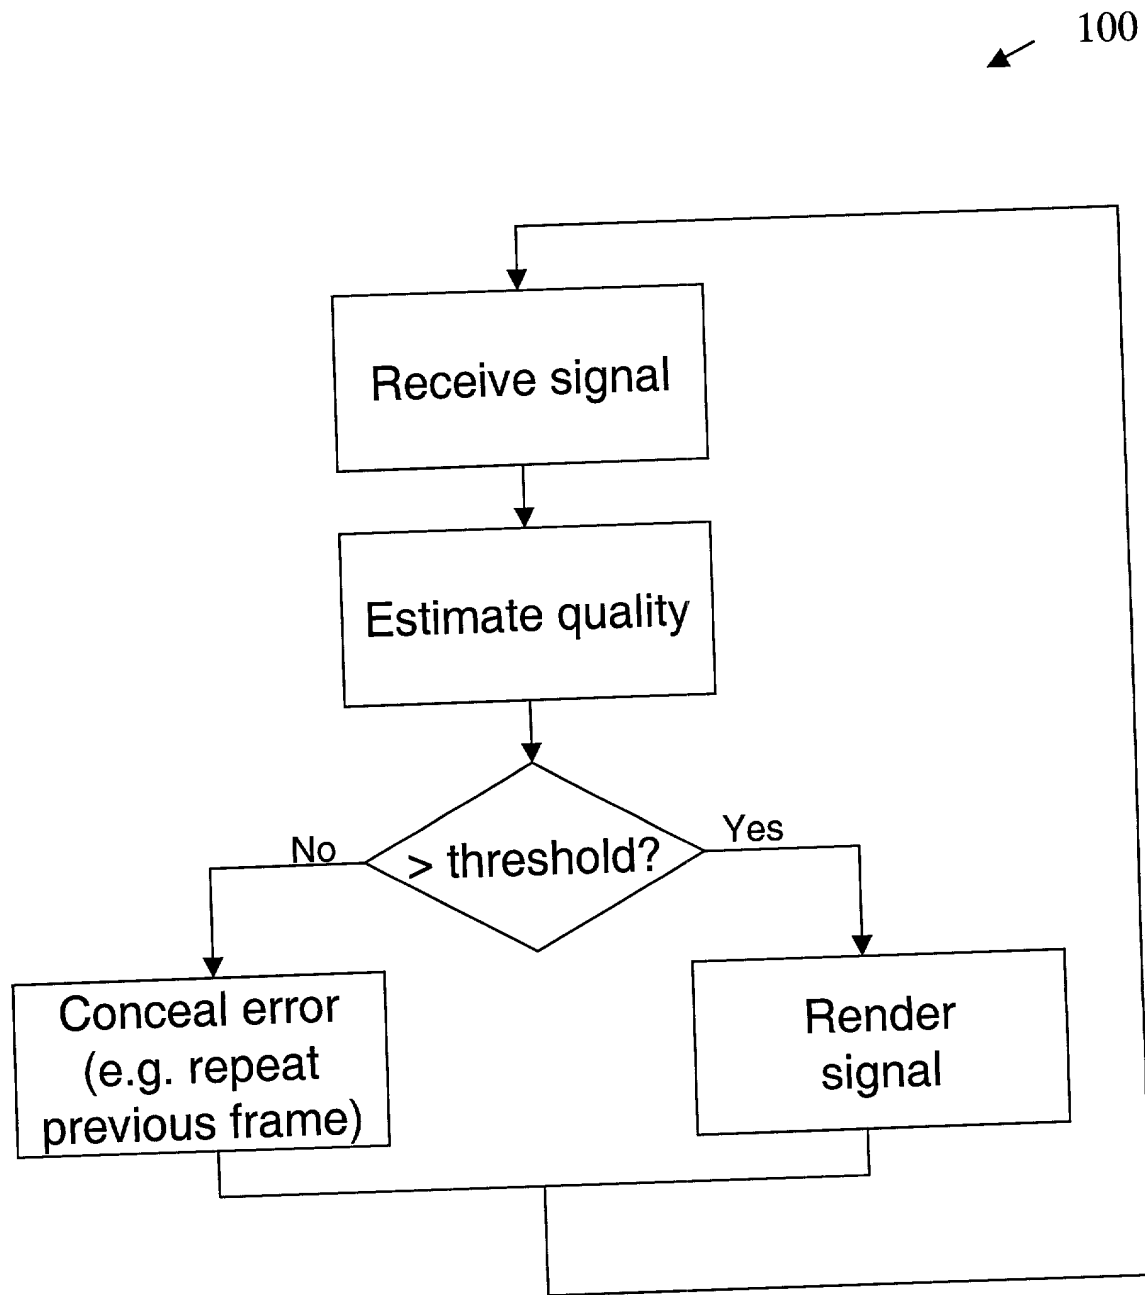 100
Receive signal
Estimate quality
> threshold?
No
Yes
Conceal error
(e.g. repeat
previous frame)
Render
signal